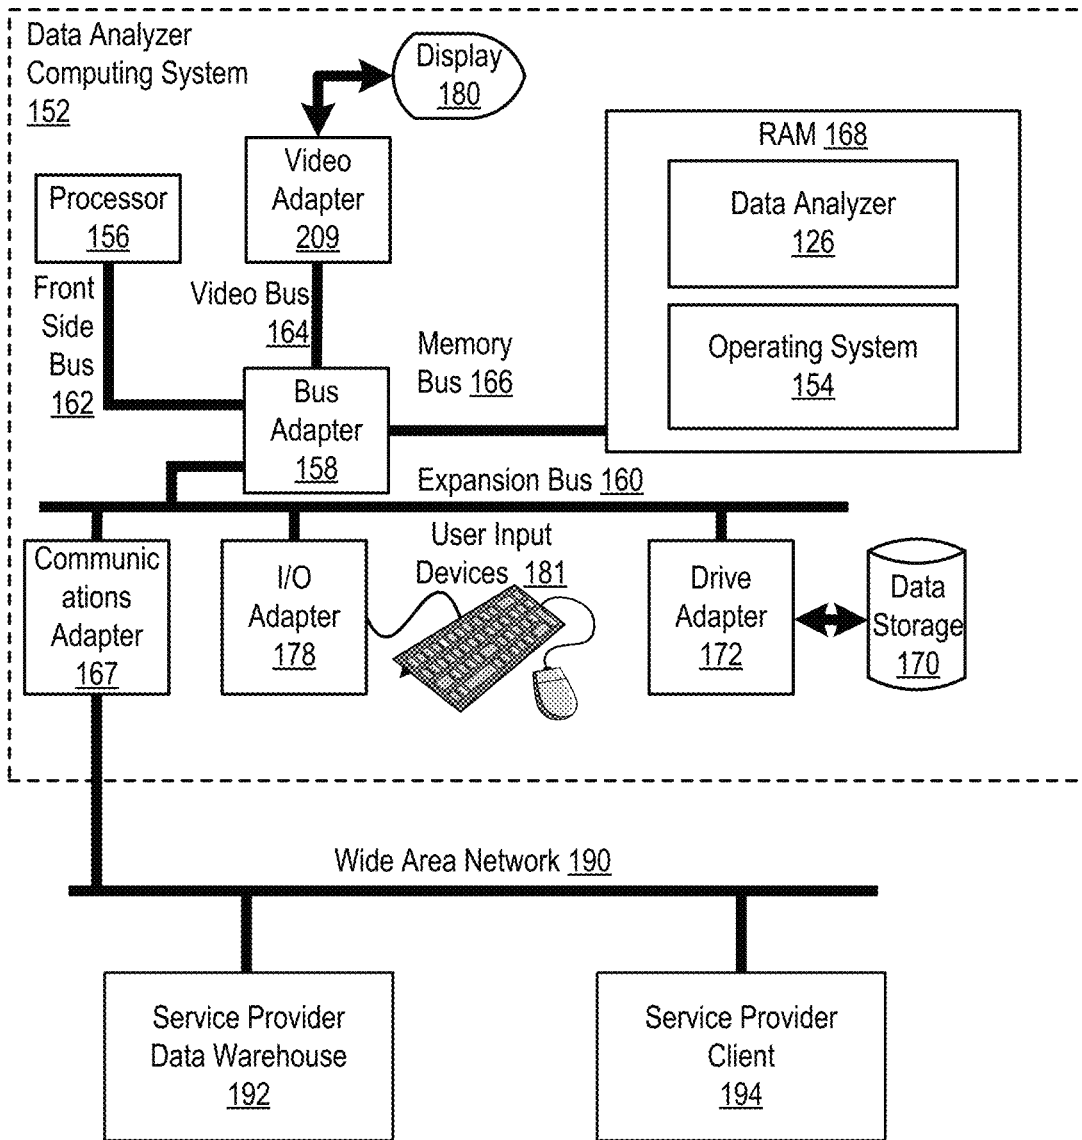 Data Analyzer
Computing System
152
Display
180
Video
Adapter
209
Processor
156
RAM 168
Data Analyzer
126
Operating System
154
Front
Side
Bus
162
Video Bus
164
Memory
Bus 166
Bus
Adapter
158
Expansion Bus 160
Communic
ations
Adapter
167
I/O
Adapter
178
User Input
Devices 181
Drive
Adapter
172
Data
Storage
170
Wide Area Network 190
Service Provider
Data Warehouse
192
Service Provider
Client
194